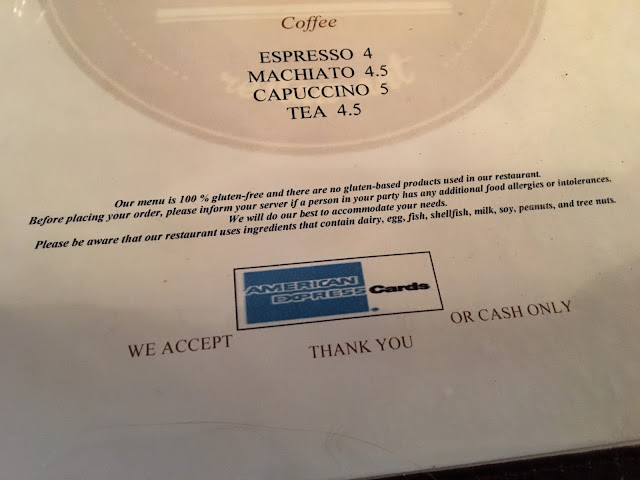 Coffee
ESPRESSO 4
MACHIATO 4.5
CAPUCCINO 5
TEA 4.5
Our menu is 100 % gluten-free and there are no gluten-based products used in our restaurant.
Before placing your order, please inform your server if a person in your party has any additional food allergies or intolerances.
We will do our best to accommodate your needs.
Please be aware that our restaurant uses ingredients that contain dairy, egg, fish, shellfish, milk, soy, peanuts, and tree nuts.
AMERICAN
EXPRESS Cards
WE ACCEPT
THANK YOU
OR CASH ONLY